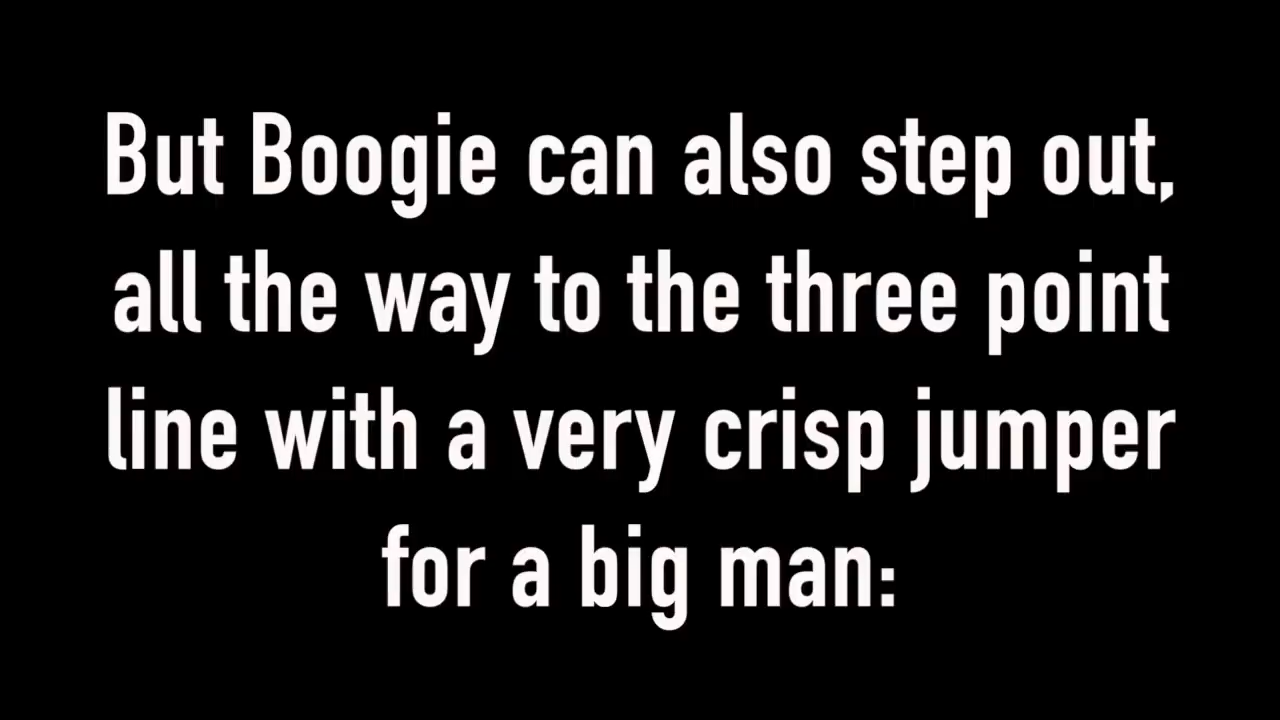 But Boogie can also step out,
all the way to the three point
line with a very crisp jumper
for a big man: